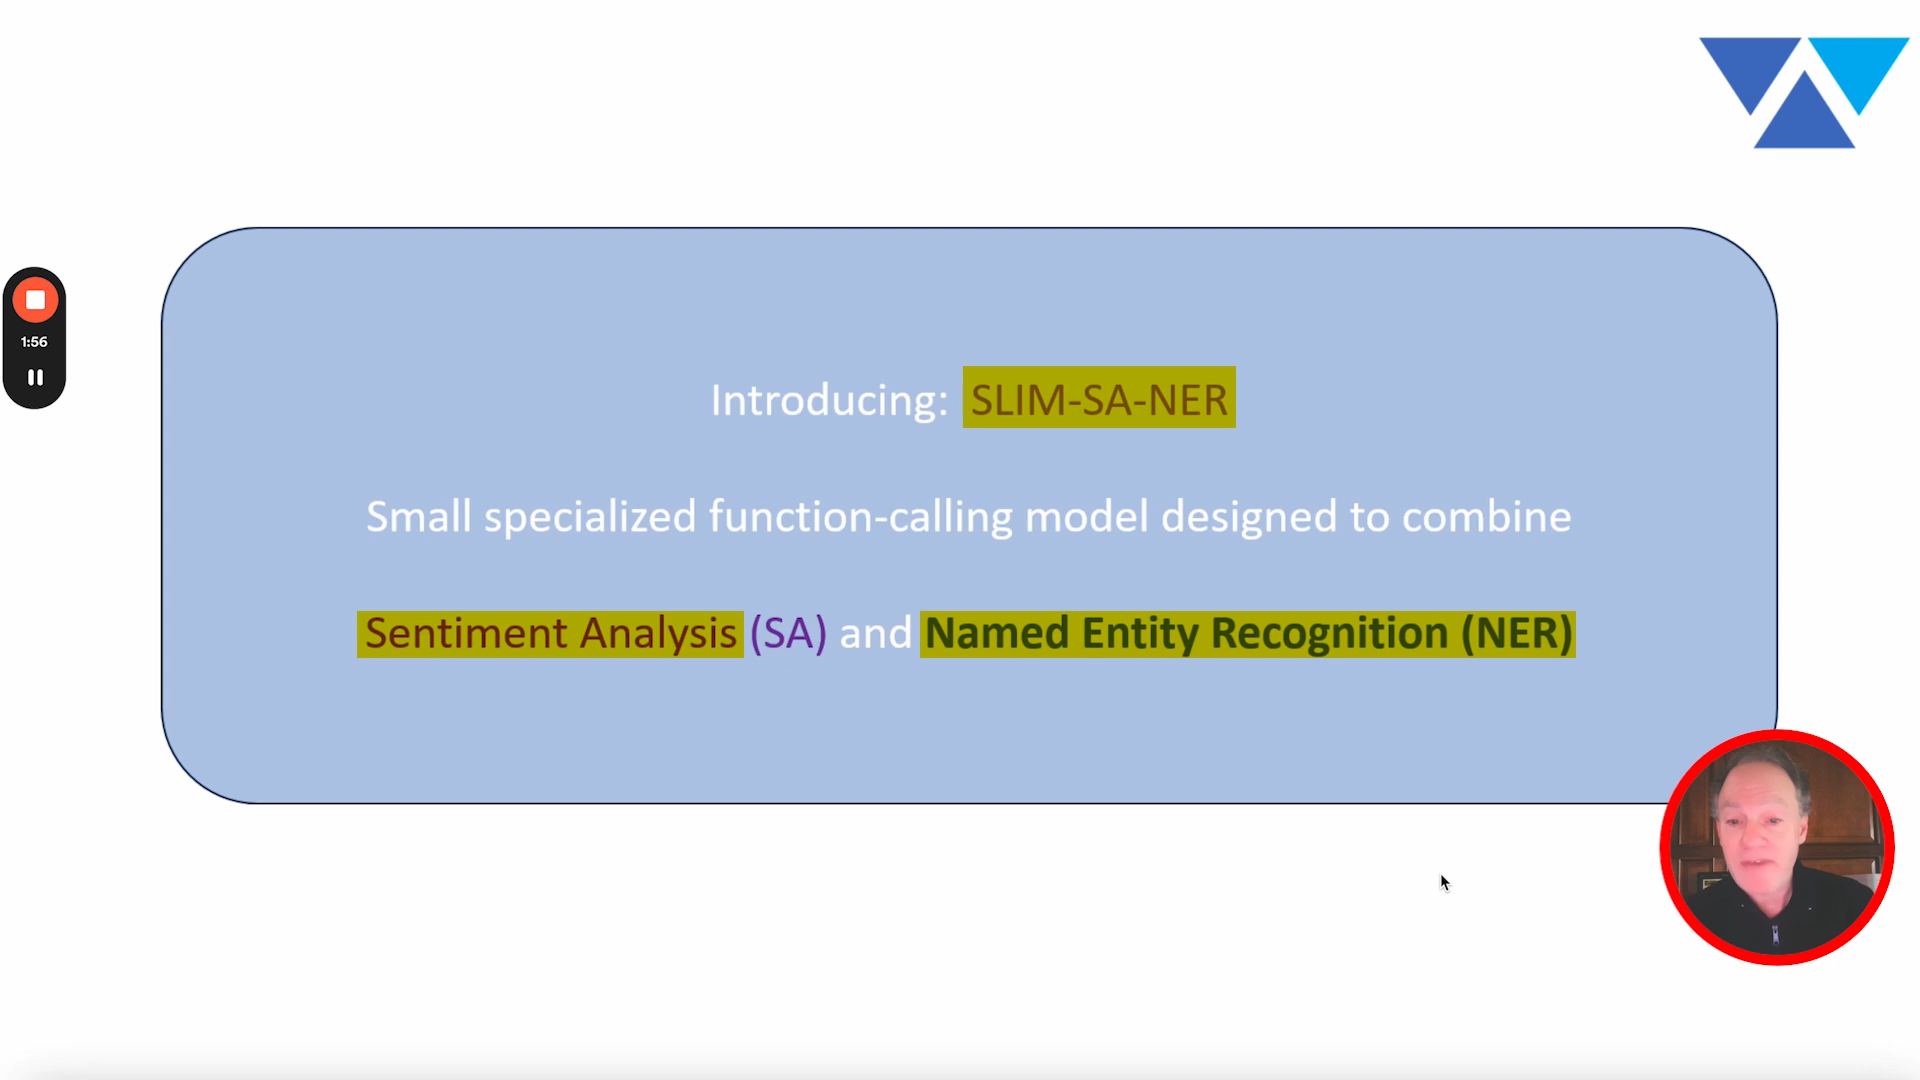 1:56
Introducing: SLIM-SA-NER
Small specialized function-calling model designed to combine
Sentiment Analysis (SA) and Named Entity Recognition (NER)